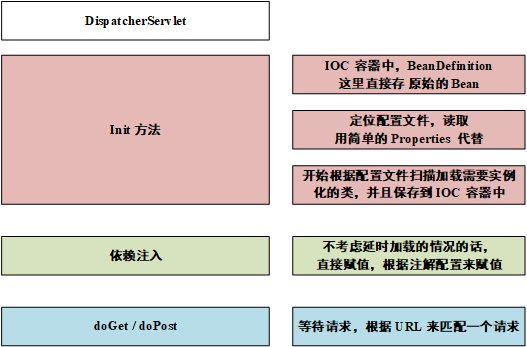 DispatcherServlet
Init 方法
IOC 容器中，BeanDefinition
这里直接存 原始的 Bean
定位配置文件，读取
用简单的 Properties 代替
开始根据配置文件扫描加载需要实例
化的类，并且保存到 IOC 容器中
依赖注入
不考虑延时加载的情况的话，
直接赋值，根据注解配置来赋值
doGet / doPost
等待请求，根据 URL 来匹配一个请求